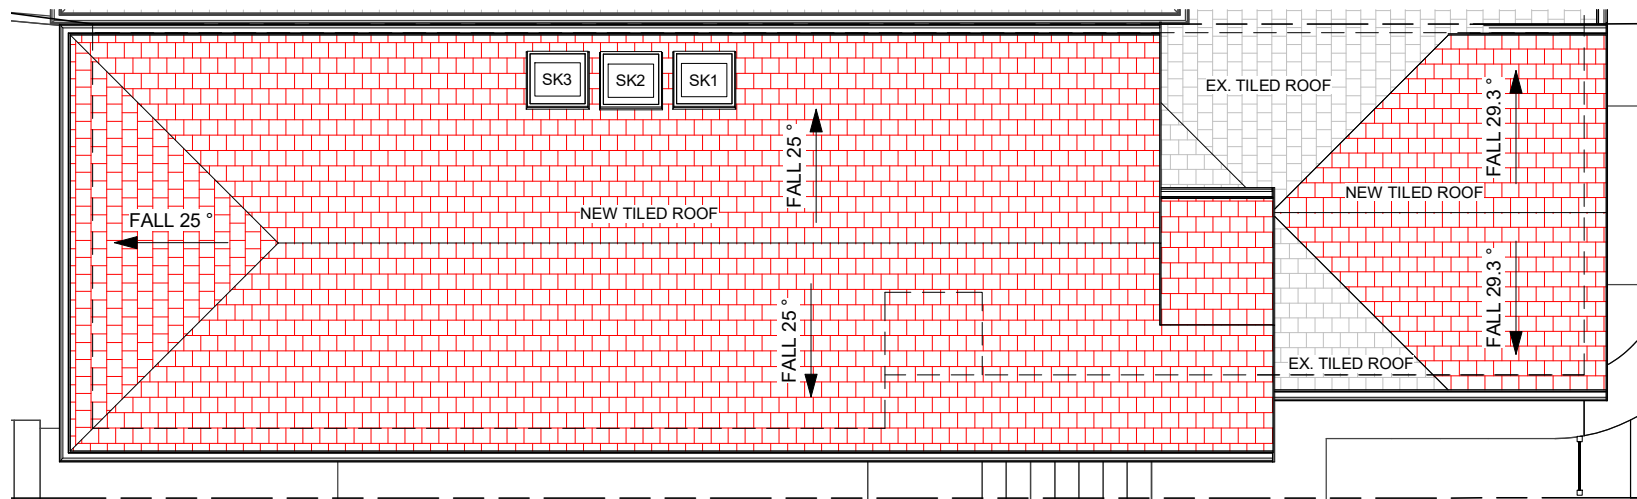 SK3
SK2
SK1
EX. TILED ROOF
FALL 25 °
FALL 29.3 °
NEW TILED ROOF
NEW TILED ROOF
FALL 25 °
FALL 25 °
FALL 29.3 °
EX. TILED ROOF